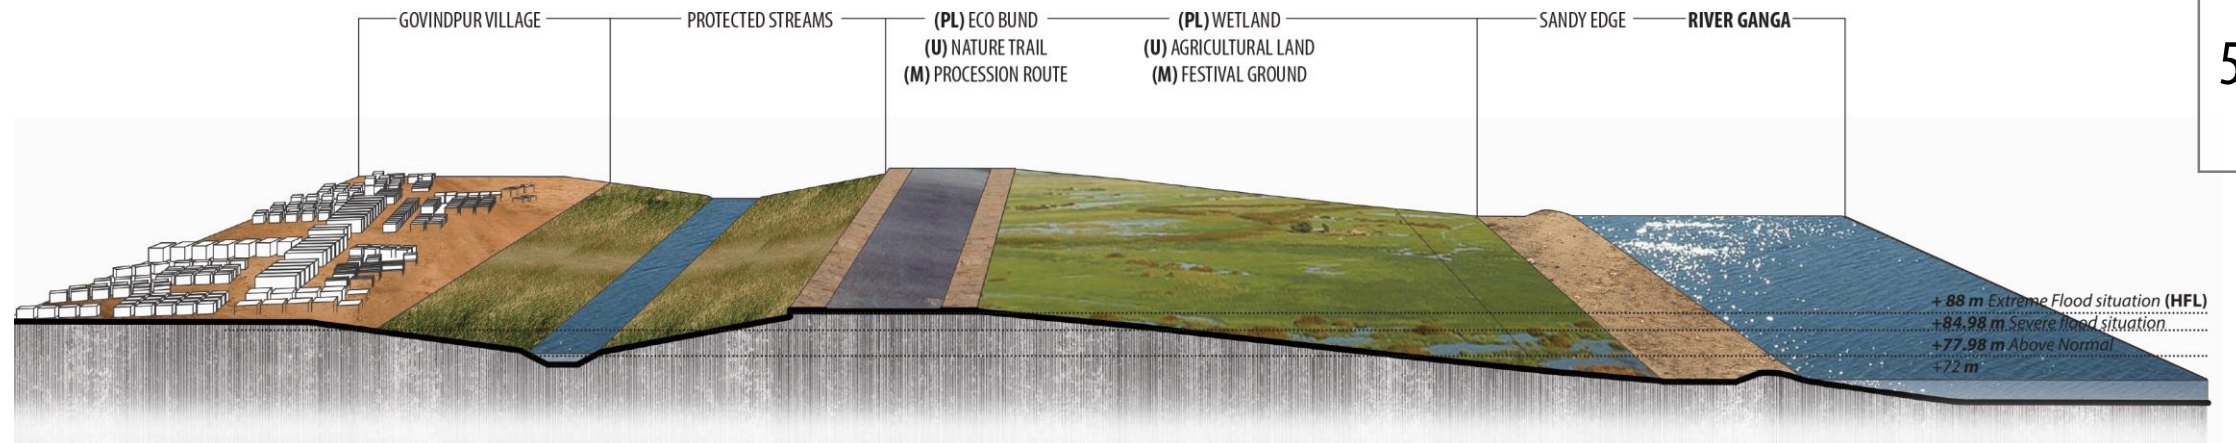 GOVINDPUR VILLAGE
PROTECTED STREAMS
(PL) ECO BUND
(U) NATURE TRAIL
(M) PROCESSION ROUTE
(PL) WETLAND
(U) AGRICULTURAL LAND
(M) FESTIVAL GROUND
SANDY EDGE
RIVER GANGA
5
+ 88 m Extreme Flood situation (HFL)
+84.98 m Severe flood situation
+77.98 m Above Normal
+72 m